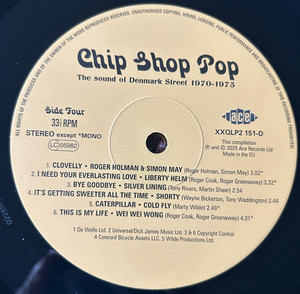 ALL RIGHTS OF THE PRODUCER AND OF THE OWNER OF THE WORK REPRODUCED RESERVED. UNAUTHORISED COPYING, HIRING, LENDING, PUBLIC PERFORMANCE AND BROADCASTING OF THIS RECORD PROHIBITED
Chip Shop Pop
The sound of Denmark Street 1970-1975
Side Four
33⅓ RPM
STEREO except *MONO
LC 05982
ace
XXQLP2 151-D
This compilation
℗ and © 2025 Ace Records Ltd
Made in the EU
1. CLOVELLY • ROGER HOLMAN & SIMON MAY (Roger Holman, Simon May) 3.02*
2. I NEED YOUR EVERLASTING LOVE • LIBERTY HELM (Roger Cook, Roger Greenaway) 3.32*
3. BYE GOODBYE • SILVER LINING (Tony Rivers, Martin Shaer) 2.54
4. IT'S GETTING SWEETER ALL THE TIME • SHORTY (Wayne Bickerton, Tony Waddington) 2.44
5. CATERPILLAR • COLD FLY (Marty Wilde) 2.49*
6. THIS IS MY LIFE • WEI WEI WONG (Roger Cook, Roger Greenaway) 4.01*
1 De Wolfe Ltd. 2 Universal/Dick James Music Ltd. 3 & 6 Copyright Control
4 Concord Bicycle Assets LLC. 5 Wilde Productions Ltd.